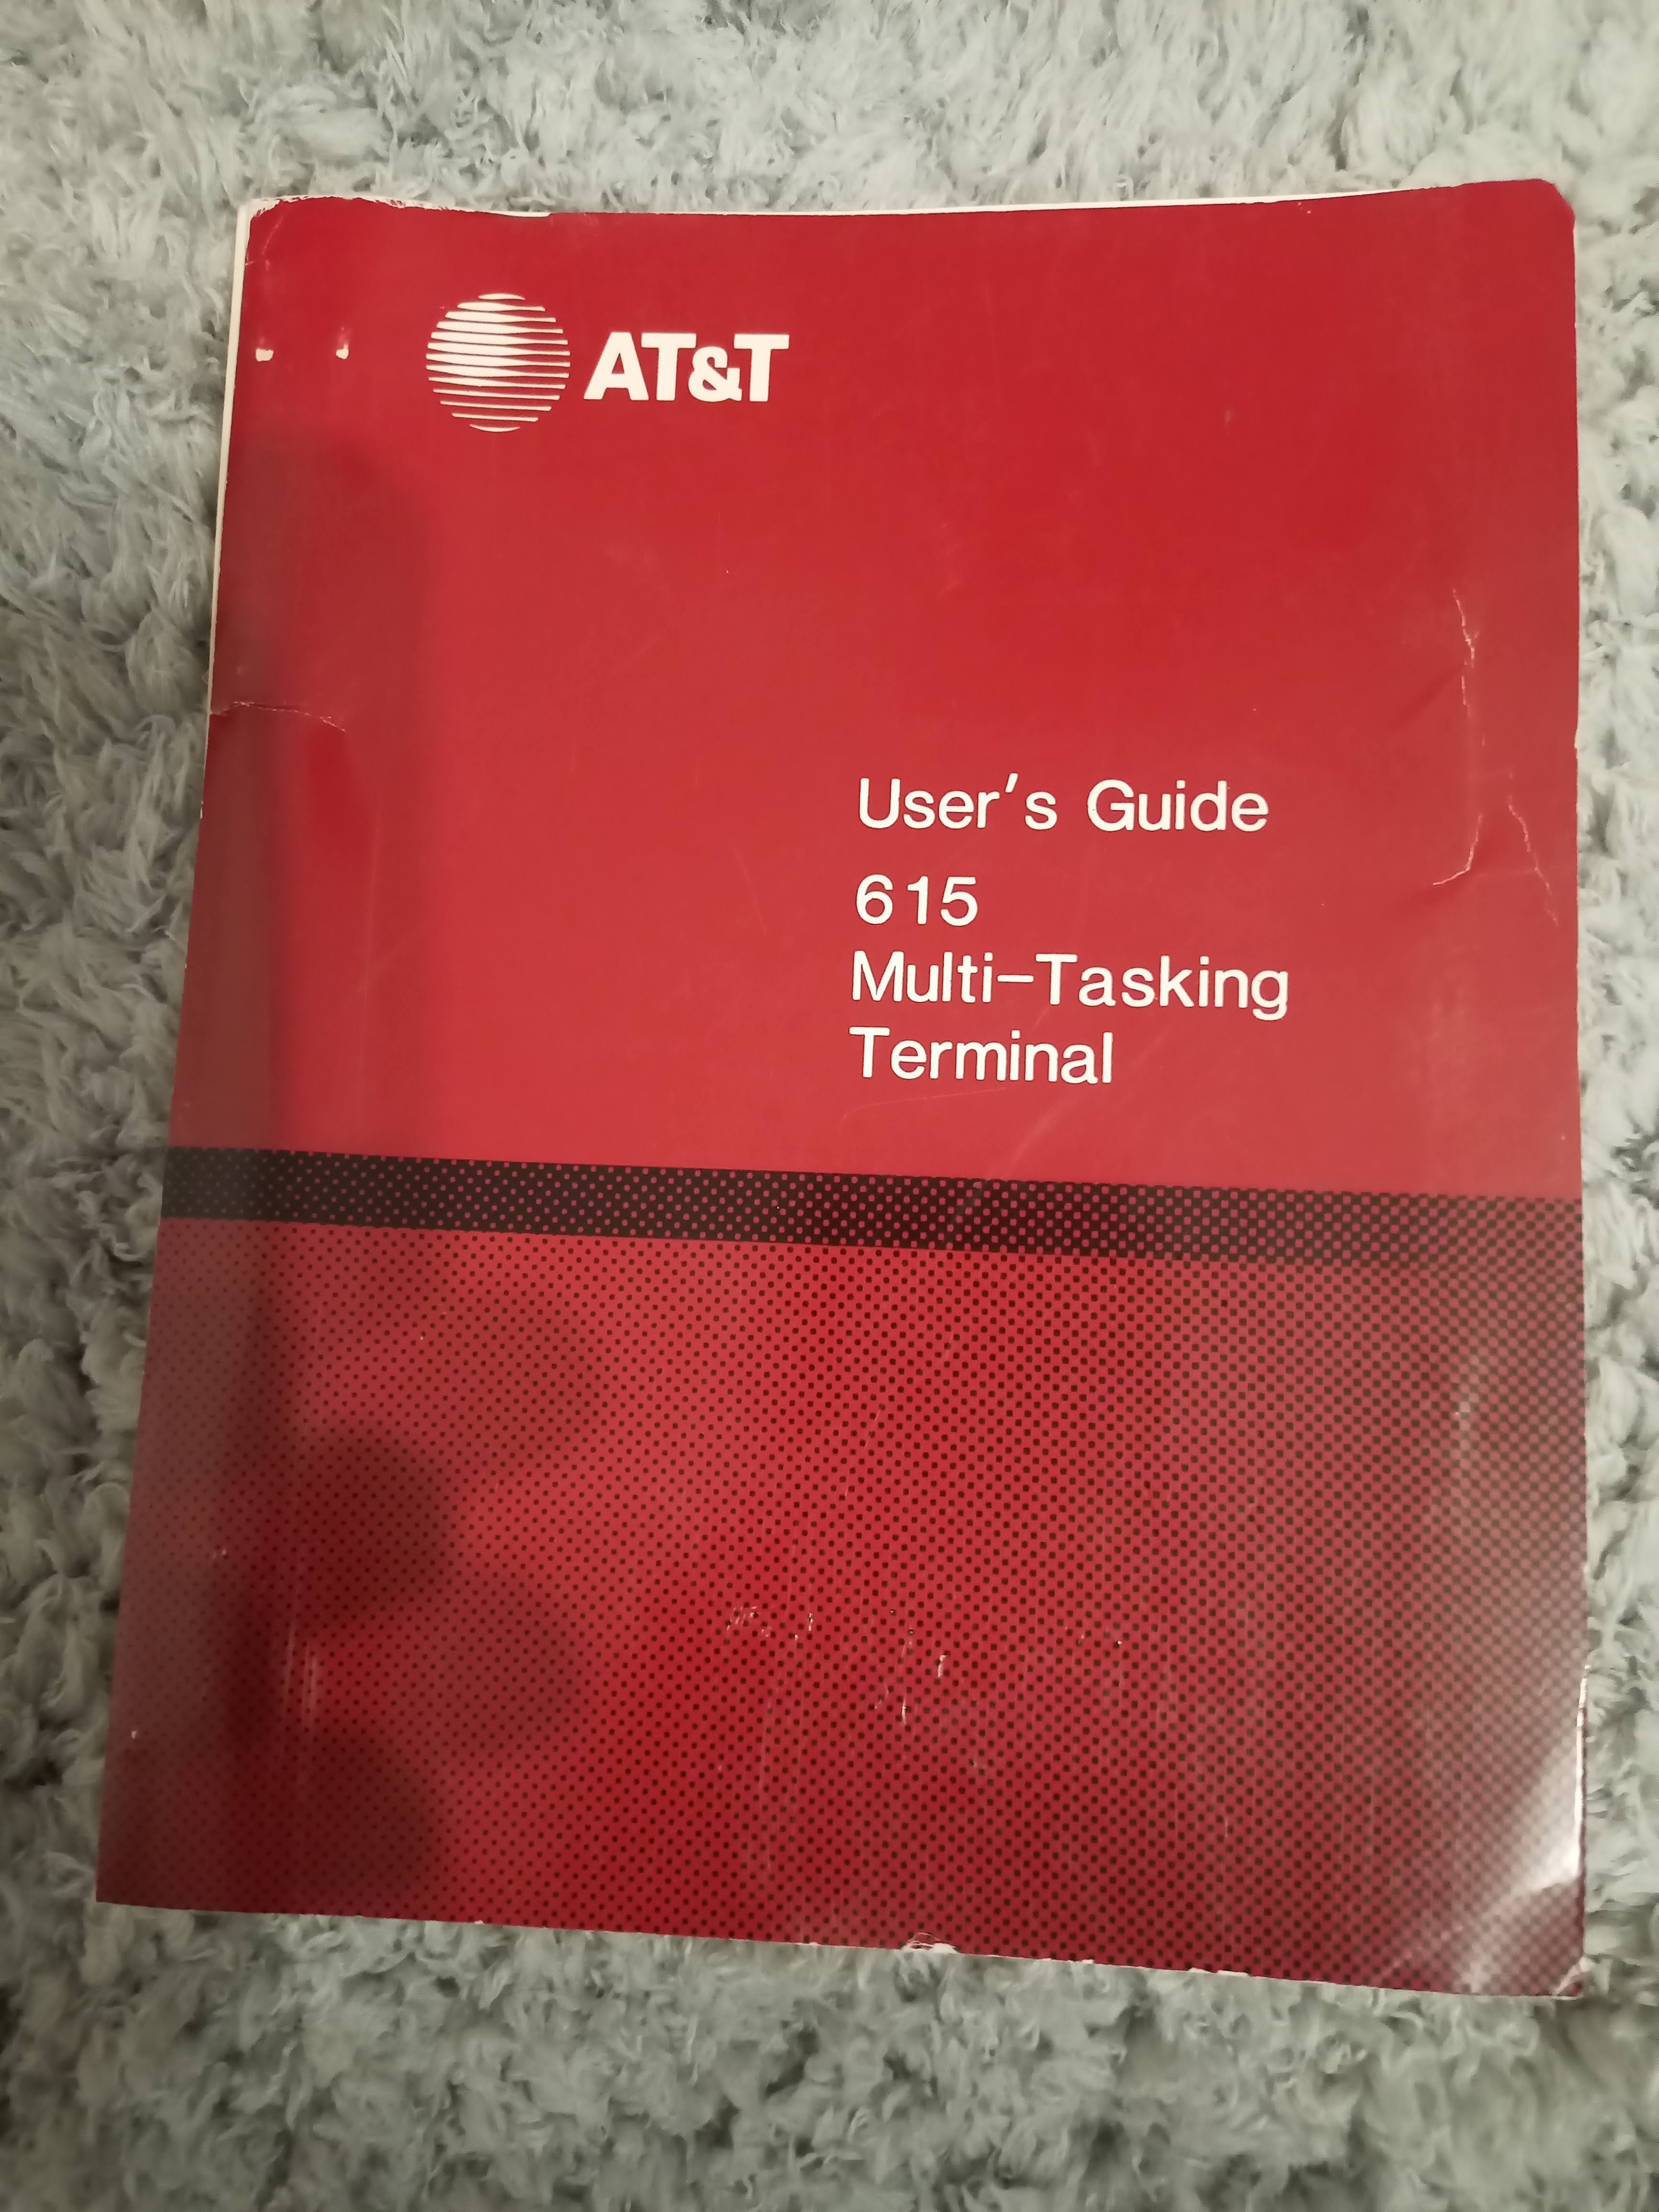 AT&T
User's Guide
615
Multi-Tasking
Terminal